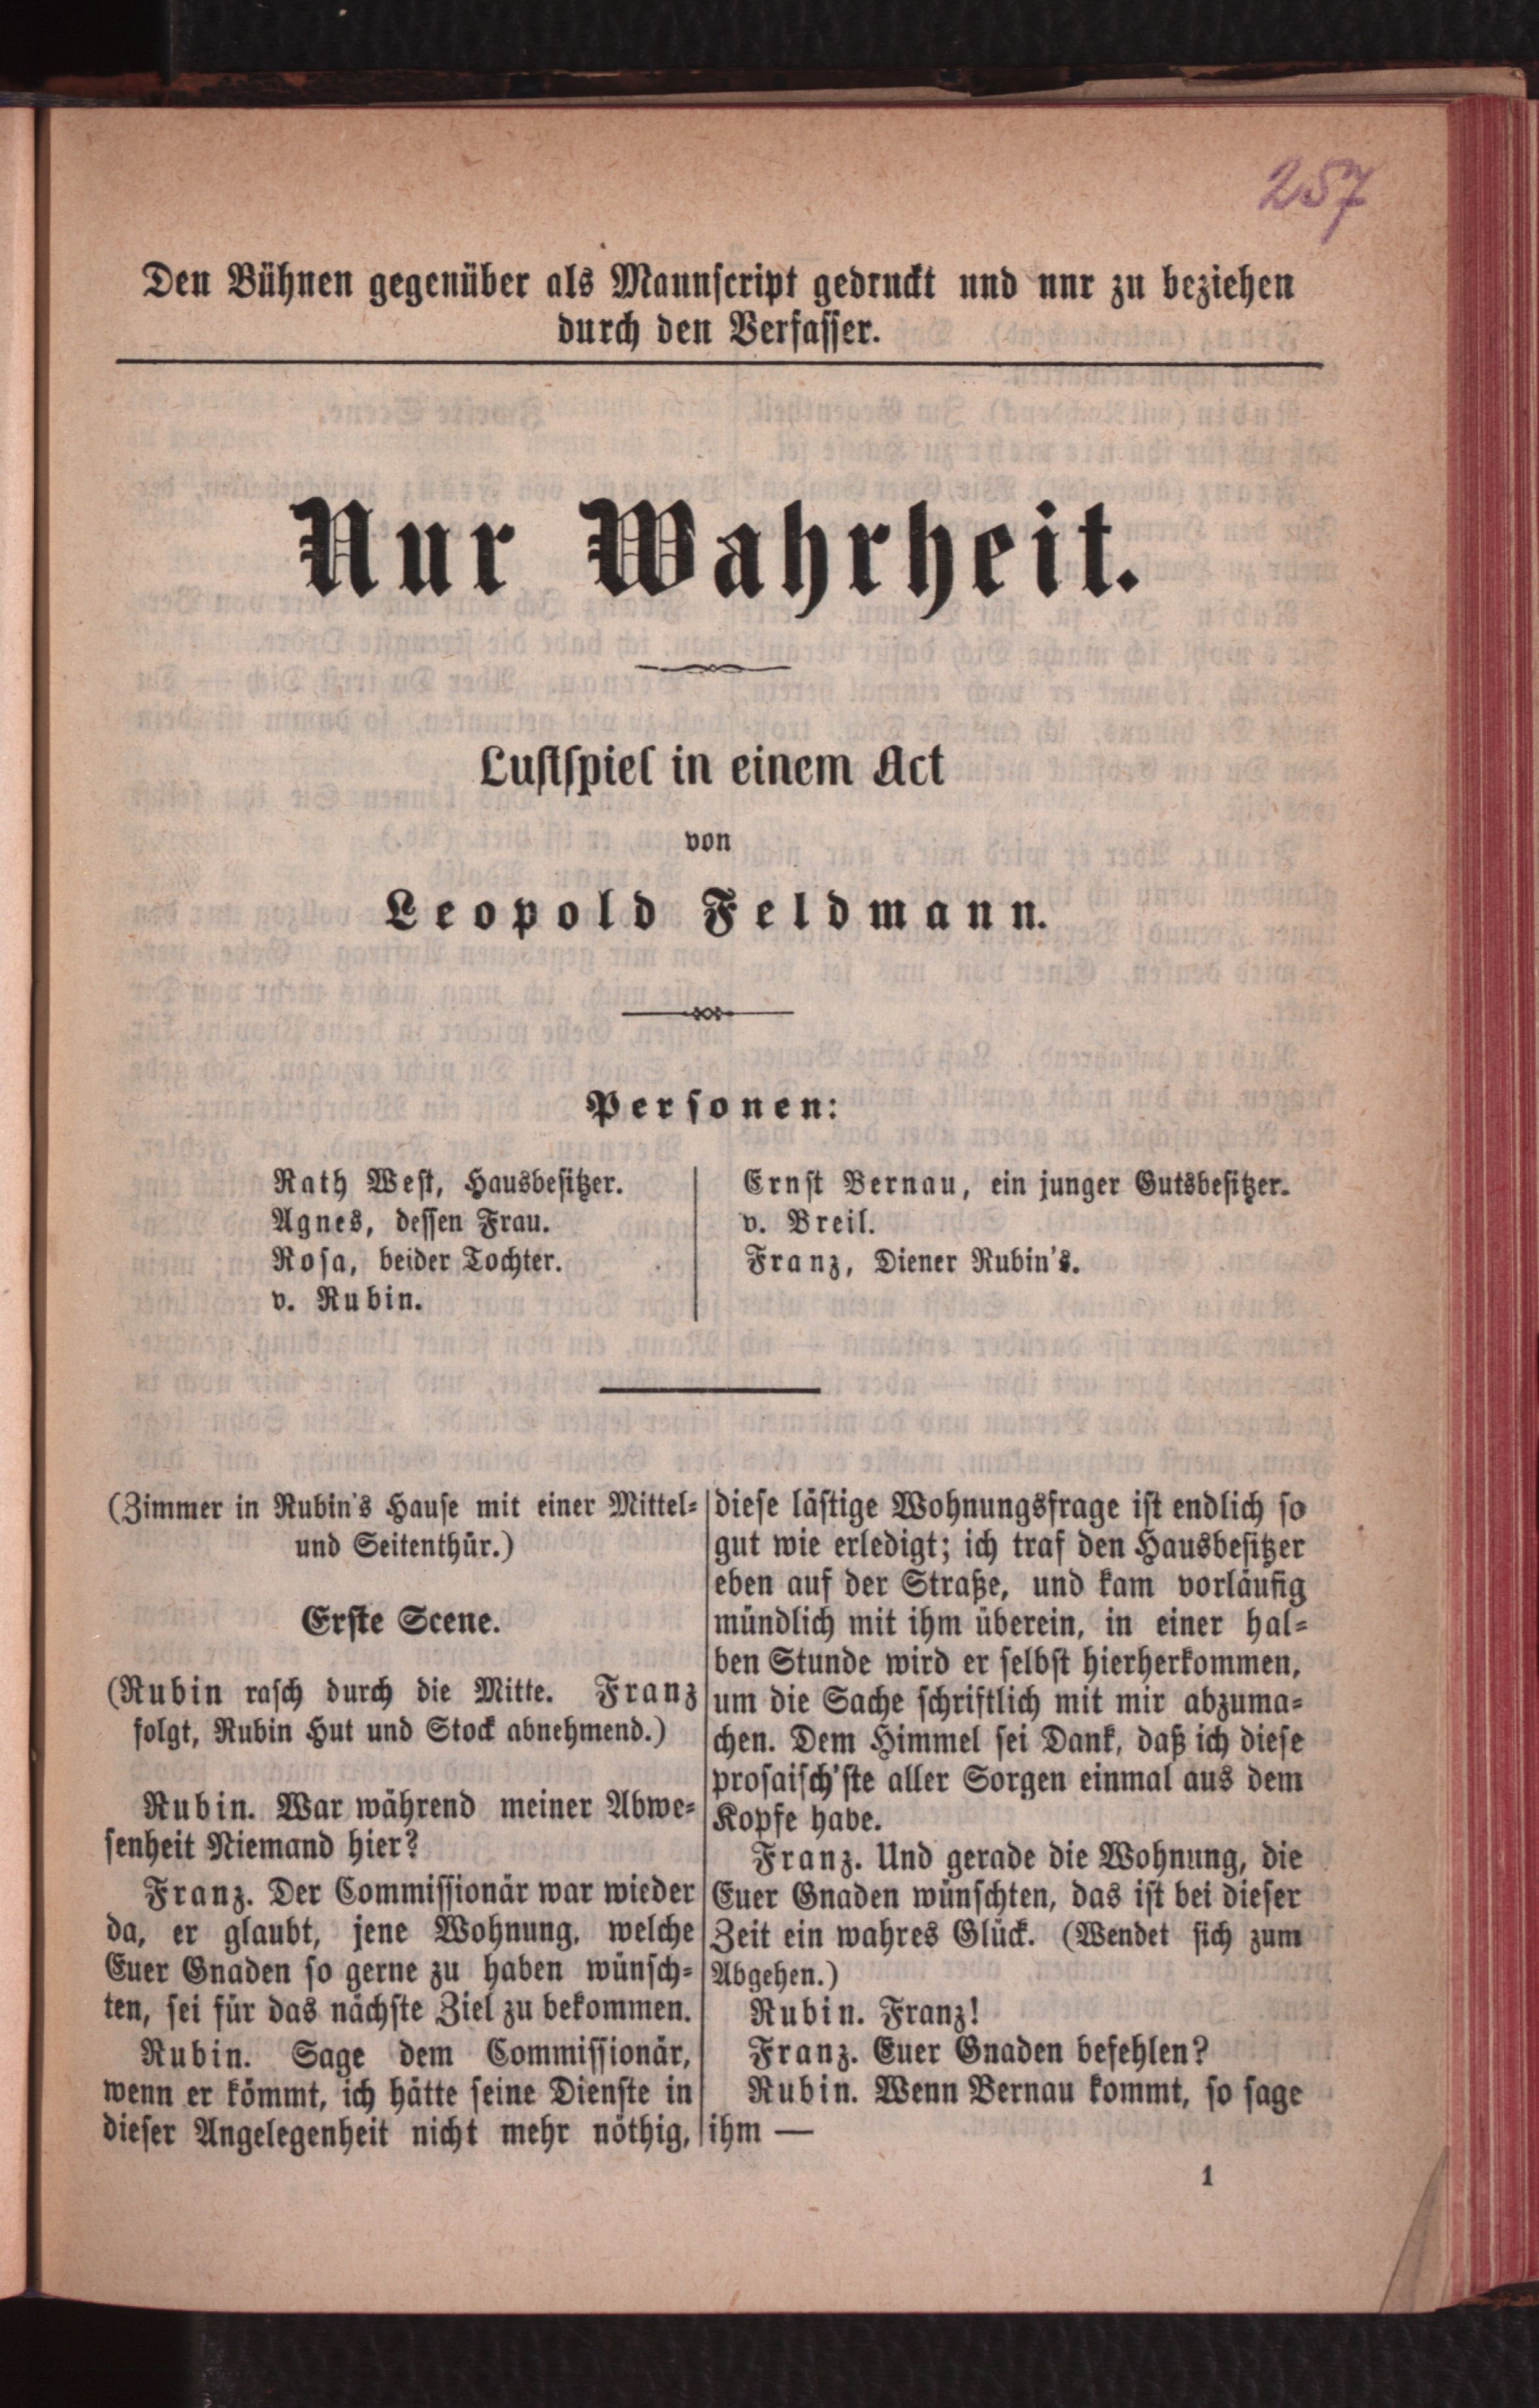 257
Den Bühnen gegenüber als Manuscript gedruckt und nur zu beziehen
durch den Verfasser.
Nur Wahrheit.
Lustspiel in einem Act
von
Leopold Feldmann.
Personen:
Rath West, Hausbesitzer.
Agnes, dessen Frau.
Rosa, beider Tochter.
v. Rubin.
Ernst Bernau, ein junger Gutsbesitzer.
v. Breil.
Franz, Diener Rubin's.
(Zimmer in Rubin's Hause mit einer Mittel-
und Seitenthür.)
Erste Scene.
(Rubin rasch durch die Mitte. Franz
folgt, Rubin Hut und Stock abnehmend.)
Rubin. War während meiner Abwe-
senheit Niemand hier?
Franz. Der Commissionär war wieder
da, er glaubt, jene Wohnung, welche
Euer Gnaden so gerne zu haben wünsch-
ten, sei für das nächste Ziel zu bekommen.
Rubin. Sage dem Commissionär,
wenn er kömmt, ich hätte seine Dienste in
dieser Angelegenheit nicht mehr nöthig,
diese lästige Wohnungsfrage ist endlich so
gut wie erledigt; ich traf den Hausbesitzer
eben auf der Straße, und kam vorläufig
mündlich mit ihm überein, in einer hal-
ben Stunde wird er selbst hierherkommen,
um die Sache schriftlich mit mir abzuma-
chen. Dem Himmel sei Dank, daß ich diese
prosaisch'ste aller Sorgen einmal aus dem
Kopfe habe.
Franz. Und gerade die Wohnung, die
Euer Gnaden wünschten, das ist bei dieser
Zeit ein wahres Glück. (Wendet sich zum
Abgehen.)
Rubin. Franz!
Franz. Euer Gnaden befehlen?
Rubin. Wenn Bernau kommt, so sage
ihm —
1